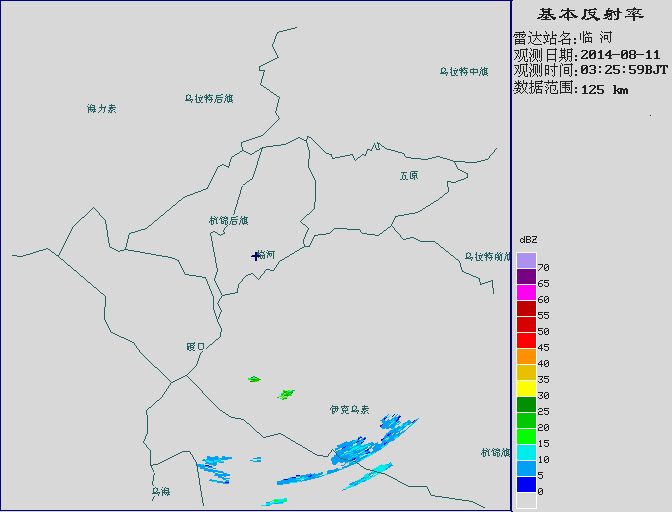 基本反射率
雷达站名:临 河
观测日期:2014-08-11
观测时间:03:25:59BJT
数据范围:125 km
乌拉特中旗
乌拉特后旗
海力素
五原
杭锦后旗
临河
乌拉特前旗
dBZ
70
65
60
55
50
45
40
35
30
25
20
15
10
5
0
磴口
伊克乌素
杭锦旗
乌海